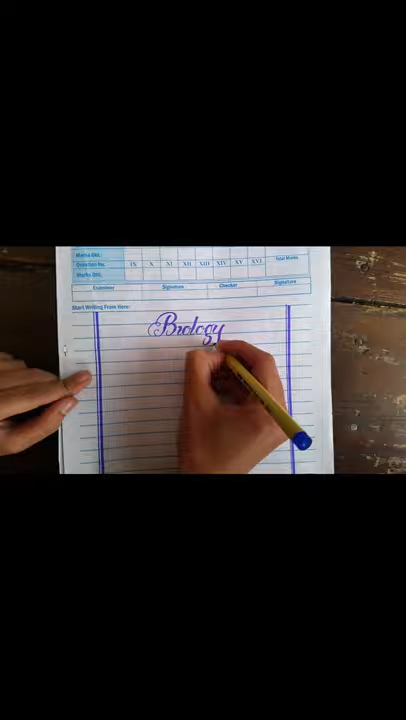 Marks Obt.
Question No. IX X XI XII XIII XIV XV XVI Total Marks
Marks Obt.
Examiner Signature Checker Signature
Start Writing From Here:
Biology